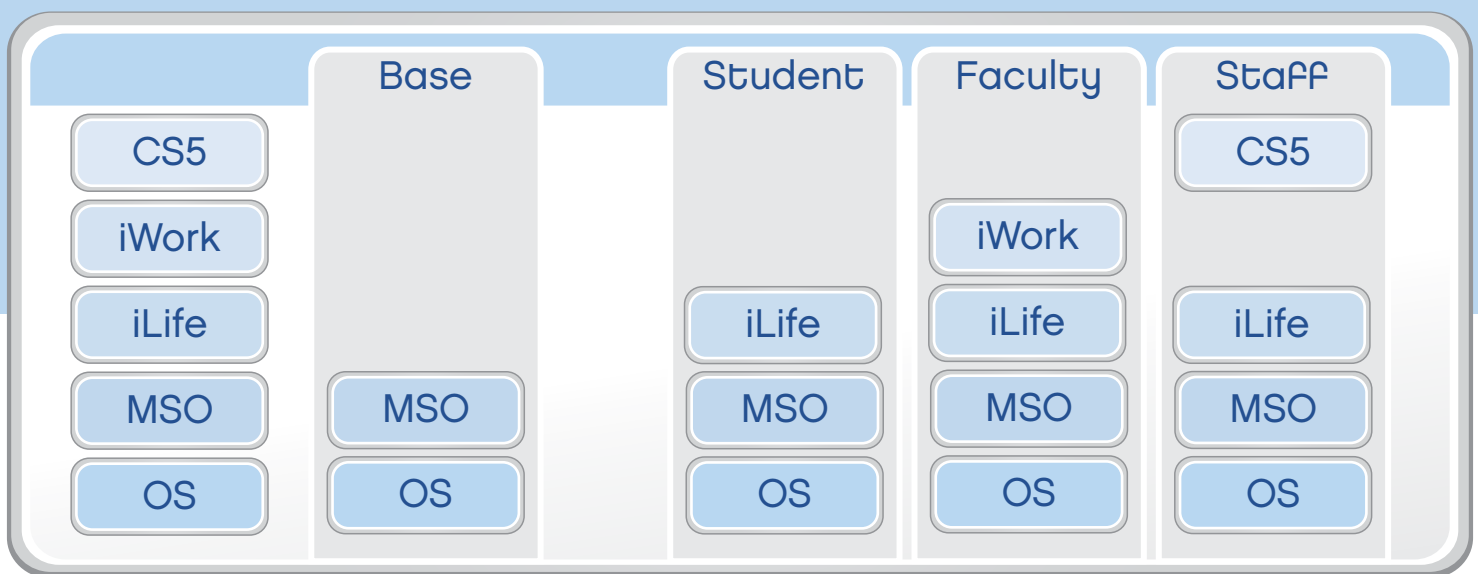 Base Student Faculty Staff
CS5 CS5
iWork iWork
iLife iLife iLife iLife
MSO MSO MSO MSO MSO
OS OS OS OS OS